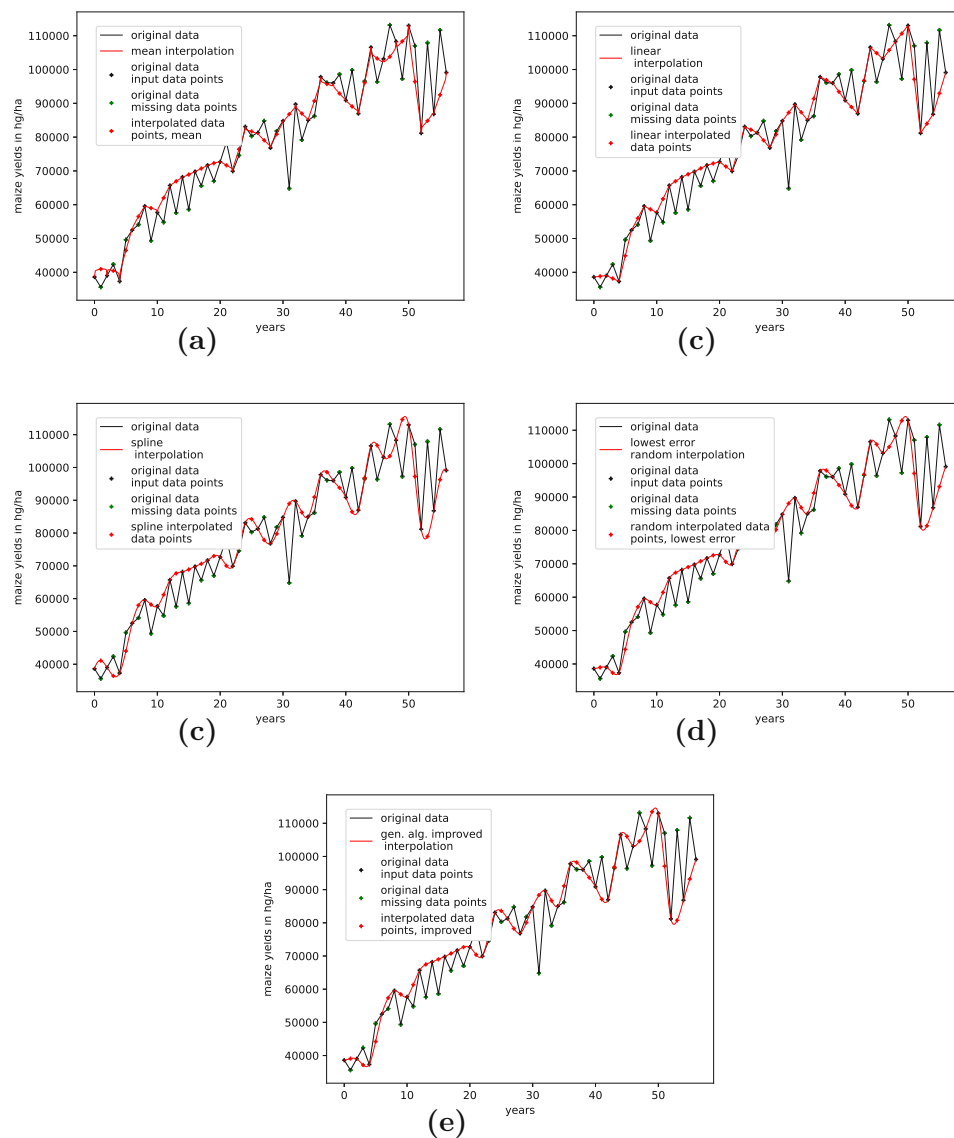 original data
mean interpolation
original data
input data points
original data
missing data points
interpolated data
points, mean
110000
100000
90000
80000
70000
60000
50000
40000
maize yields in hg/ha
0 10 20 30 40 50
years
(a)
original data
linear
interpolation
original data
input data points
original data
missing data points
linear interpolated
data points
110000
100000
90000
80000
70000
60000
50000
40000
maize yields in hg/ha
0 10 20 30 40 50
years
(c)
original data
spline
interpolation
original data
input data points
original data
missing data points
spline interpolated
data points
110000
100000
90000
80000
70000
60000
50000
40000
maize yields in hg/ha
0 10 20 30 40 50
years
(c)
original data
lowest error
random interpolation
original data
input data points
original data
missing data points
random interpolated data
points, lowest error
110000
100000
90000
80000
70000
60000
50000
40000
maize yields in hg/ha
0 10 20 30 40 50
years
(d)
original data
gen. alg. improved
interpolation
original data
input data points
original data
missing data points
interpolated data
points, improved
110000
100000
90000
80000
70000
60000
50000
40000
maize yields in hg/ha
0 10 20 30 40 50
years
(e)